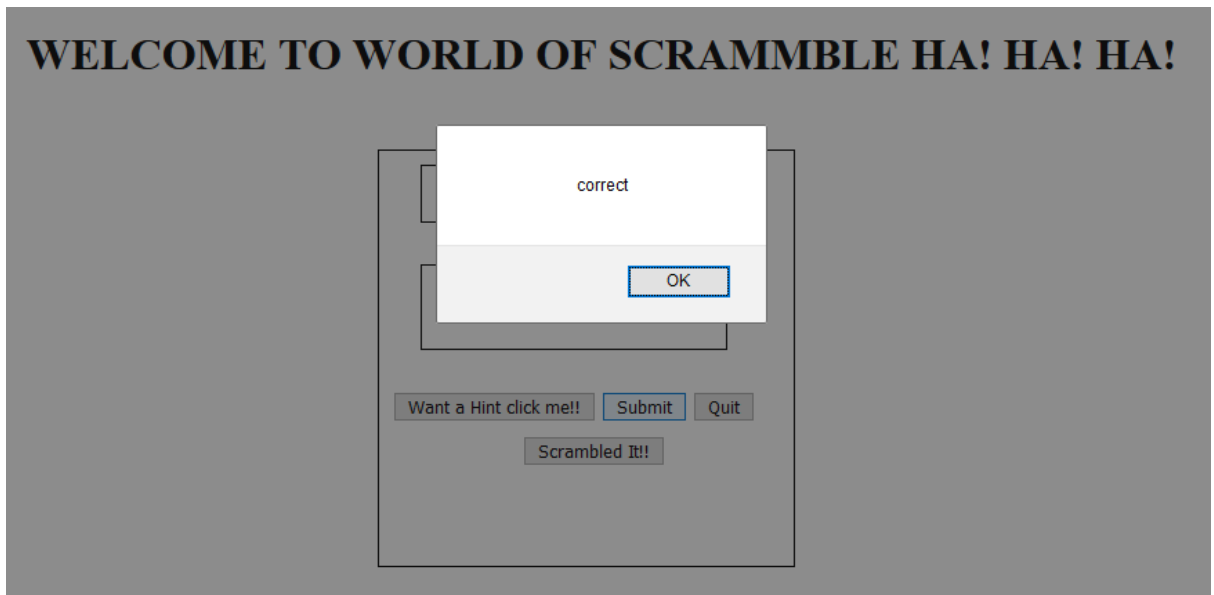 WELCOME TO WORLD OF SCRAMMBLE HA! HA! HA!
correct
OK
Want a Hint click me!! Submit Quit
Scrambled It!!